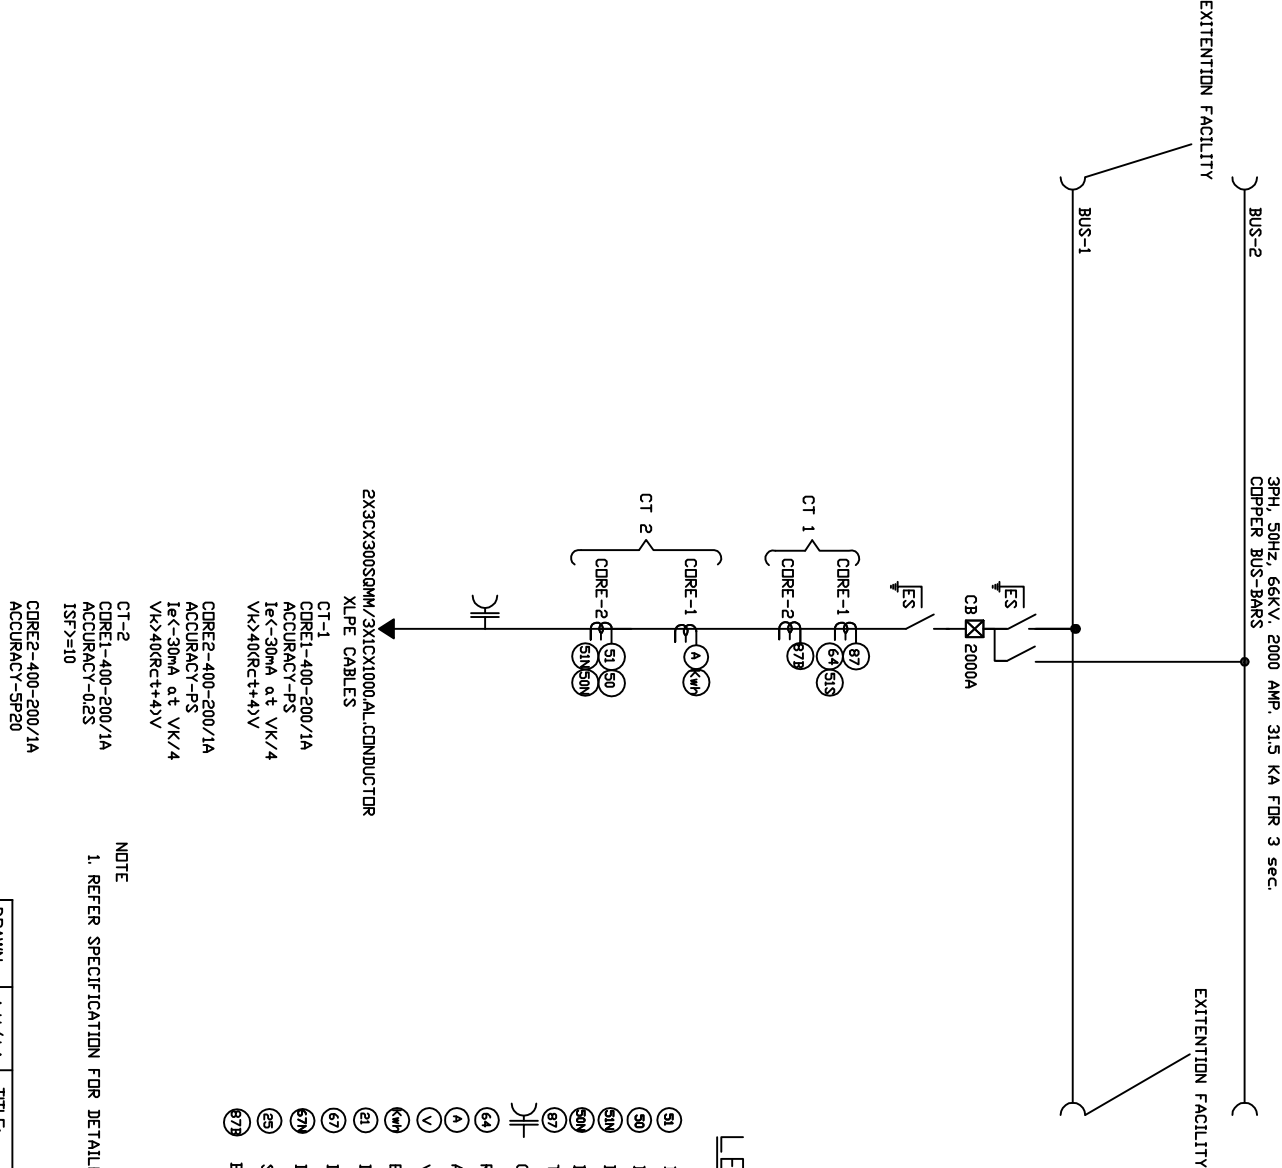 3PH, 50Hz, 66KV. 2000 AMP. 31.5 KA FOR 3 sec.
COPPER BUS-BARS
BUS-2
EXITENTION FACILITY
EXITENTION FACILITY
BUS-1
ES
CB
2000A
ES
CT 1
CORE-1
87
64
51S
CORE-2
87B
CT 2
CORE-1
A
Kwh
CORE-2
51
50
51N
50N
2X3CX300SQMM/3X1CX1000,AL.CONDUCTOR
XLPE CABLES
CT-1
CORE1-400-200/1A
ACCURACY-PS
Ie<-30mA at VK/4
Vk>40(Rct+4)V
CORE2-400-200/1A
ACCURACY-PS
Ie<-30mA at VK/4
Vk>40(Rct+4)V
CT-2
CORE1-400-200/1A
ACCURACY-0.2S
ISF>=10
CORE2-400-200/1A
ACCURACY-5P20
NOTE
1. REFER SPECIFICATION FOR DETAIL
LE
51
50
51N
50N
87 T
C
64
A A
V V
Kwh E
21
67
67N
25 S
87B
TITLE: